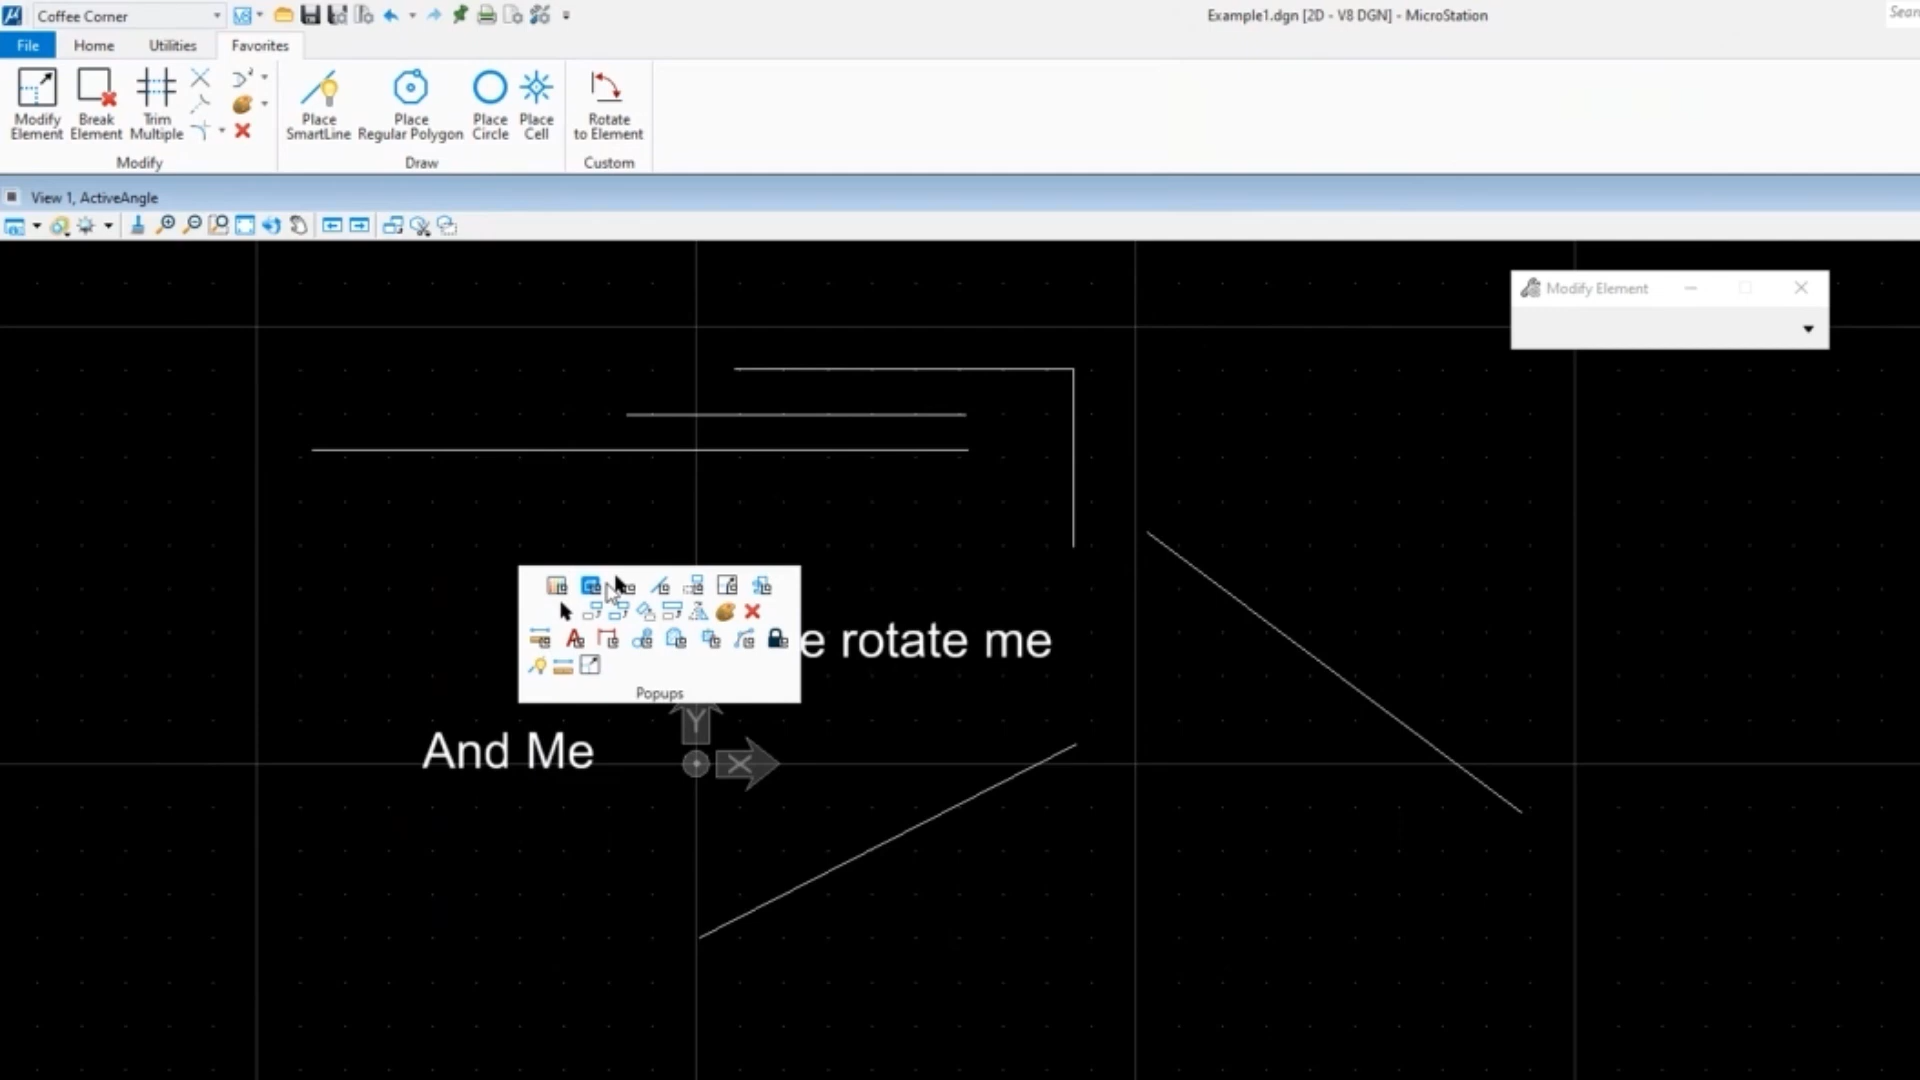 Coffee Corner
Example1.dgn [2D - V8 DGN] - MicroStation
File Home Utilities Favorites
Modify Element
Break Element
Trim Multiple
Place SmartLine
Place Regular Polygon
Place Circle
Place Cell
Rotate to Element
Modify
Draw
Custom
View 1, ActiveAngle
Modify Element
e rotate me
Popups
Y
And Me
X